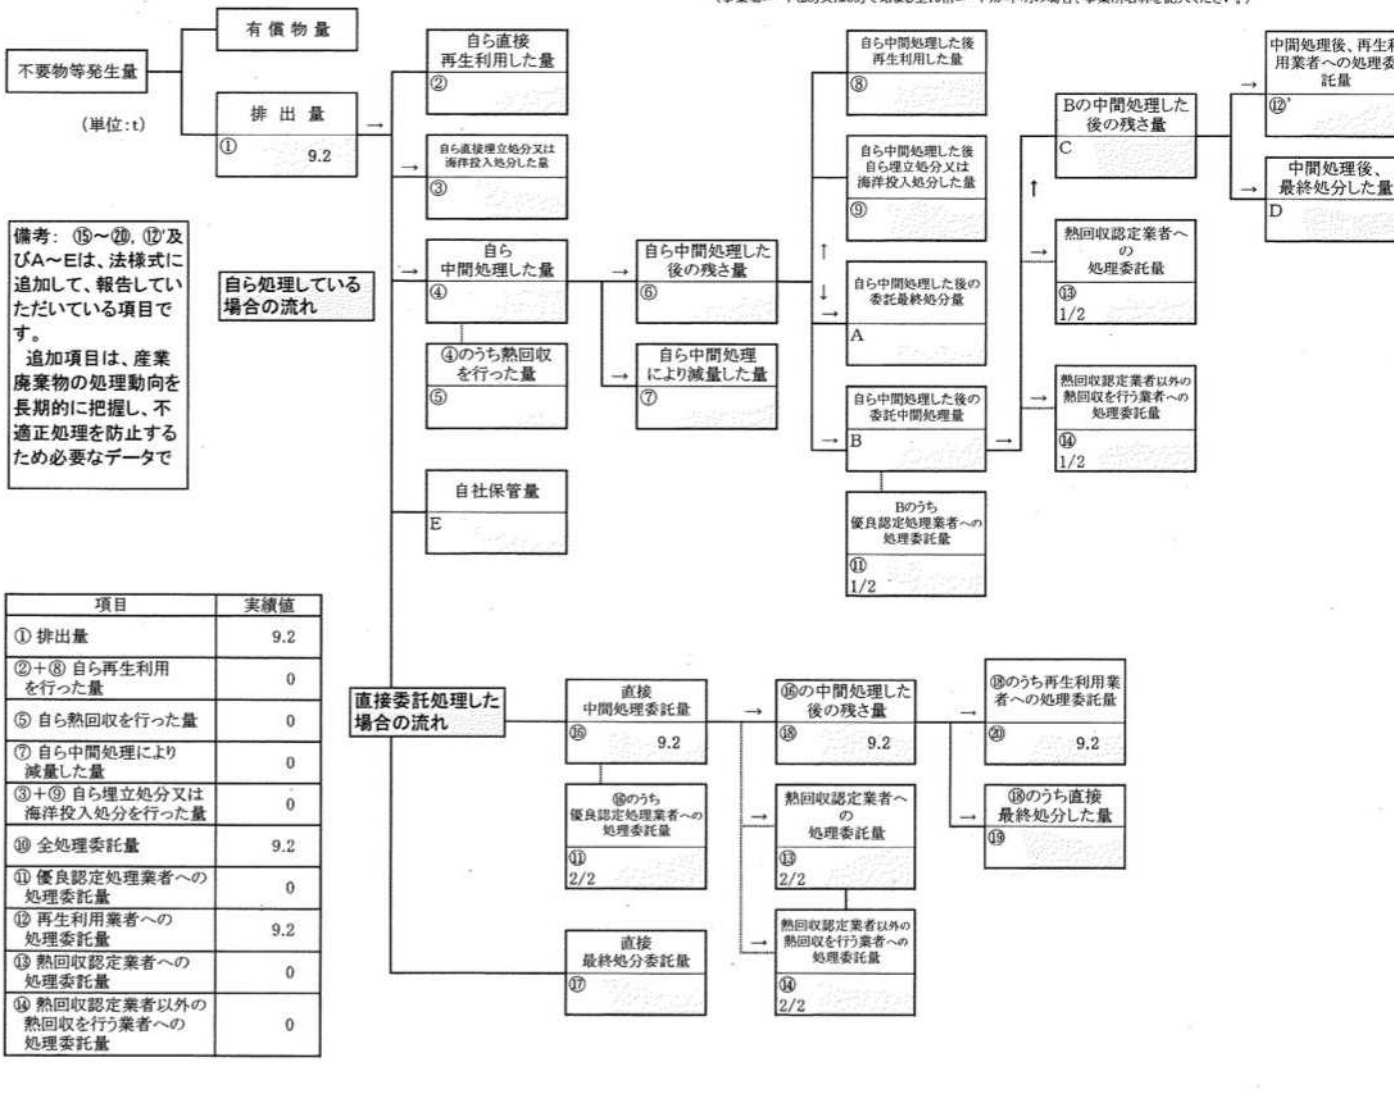 有償物量
不要物等発生量
(単位:t)
排出量
①
9.2
自ら直接
再生利用した量
②
自ら直接埋立処分又は
海洋投入処分した量
③
自ら
中間処理した量
④
④のうち熱回収
を行った量
⑤
自社保管量
E
自ら中間処理した
後の残さ量
⑥
自ら中間処理
により減量した量
⑦
自ら中間処理した後
再生利用した量
⑧
自ら中間処理した後
自ら埋立処分又は
海洋投入処分した量
⑨
自ら中間処理した後の
委託最終処分量
A
自ら中間処理した後の
委託中間処理量
B
Bのうち
優良認定処理業者への
処理委託量
⑪
1/2
Bの中間処理した
後の残さ量
C
熱回収認定業者へ
の
処理委託量
⑬
1/2
熱回収認定業者以外の
熱回収を行う業者への
処理委託量
⑭
1/2
中間処理後、再生利
用業者への処理委
託量
⑫'
中間処理後、
最終処分した量
D
備考: ⑮~⑳, ⑫'及
びA~Eは、法様式に
追加して、報告してい
ただいている項目で
す。
追加項目は、産業
廃棄物の処理動向を
長期的に把握し、不
適正処理を防止する
ため必要なデータで
自ら処理している
場合の流れ
項目 実績値
① 排出量 9.2
②+⑧ 自ら再生利用
を行った量 0
⑤ 自ら熱回収を行った量 0
⑦ 自ら中間処理により
減量した量 0
③+⑨ 自ら埋立処分又は
海洋投入処分を行った量 0
⑩ 全処理委託量 9.2
⑪ 優良認定処理業者への
処理委託量 0
⑫ 再生利用業者への
処理委託量 9.2
⑬ 熱回収認定業者への
処理委託量 0
⑭ 熱回収認定業者以外の
熱回収を行う業者への
処理委託量 0
直接委託処理した
場合の流れ
直接
中間処理委託量
⑯
9.2
⑯のうち
優良認定処理業者への
処理委託量
⑪
2/2
直接
最終処分委託量
⑰
⑯の中間処理した
後の残さ量
⑱
9.2
熱回収認定業者へ
の
処理委託量
⑬
2/2
熱回収認定業者以外の
熱回収を行う業者への
処理委託量
⑭
2/2
⑱のうち再生利用業
者への処理委託量
⑳
9.2
⑱のうち直接
最終処分した量
⑲